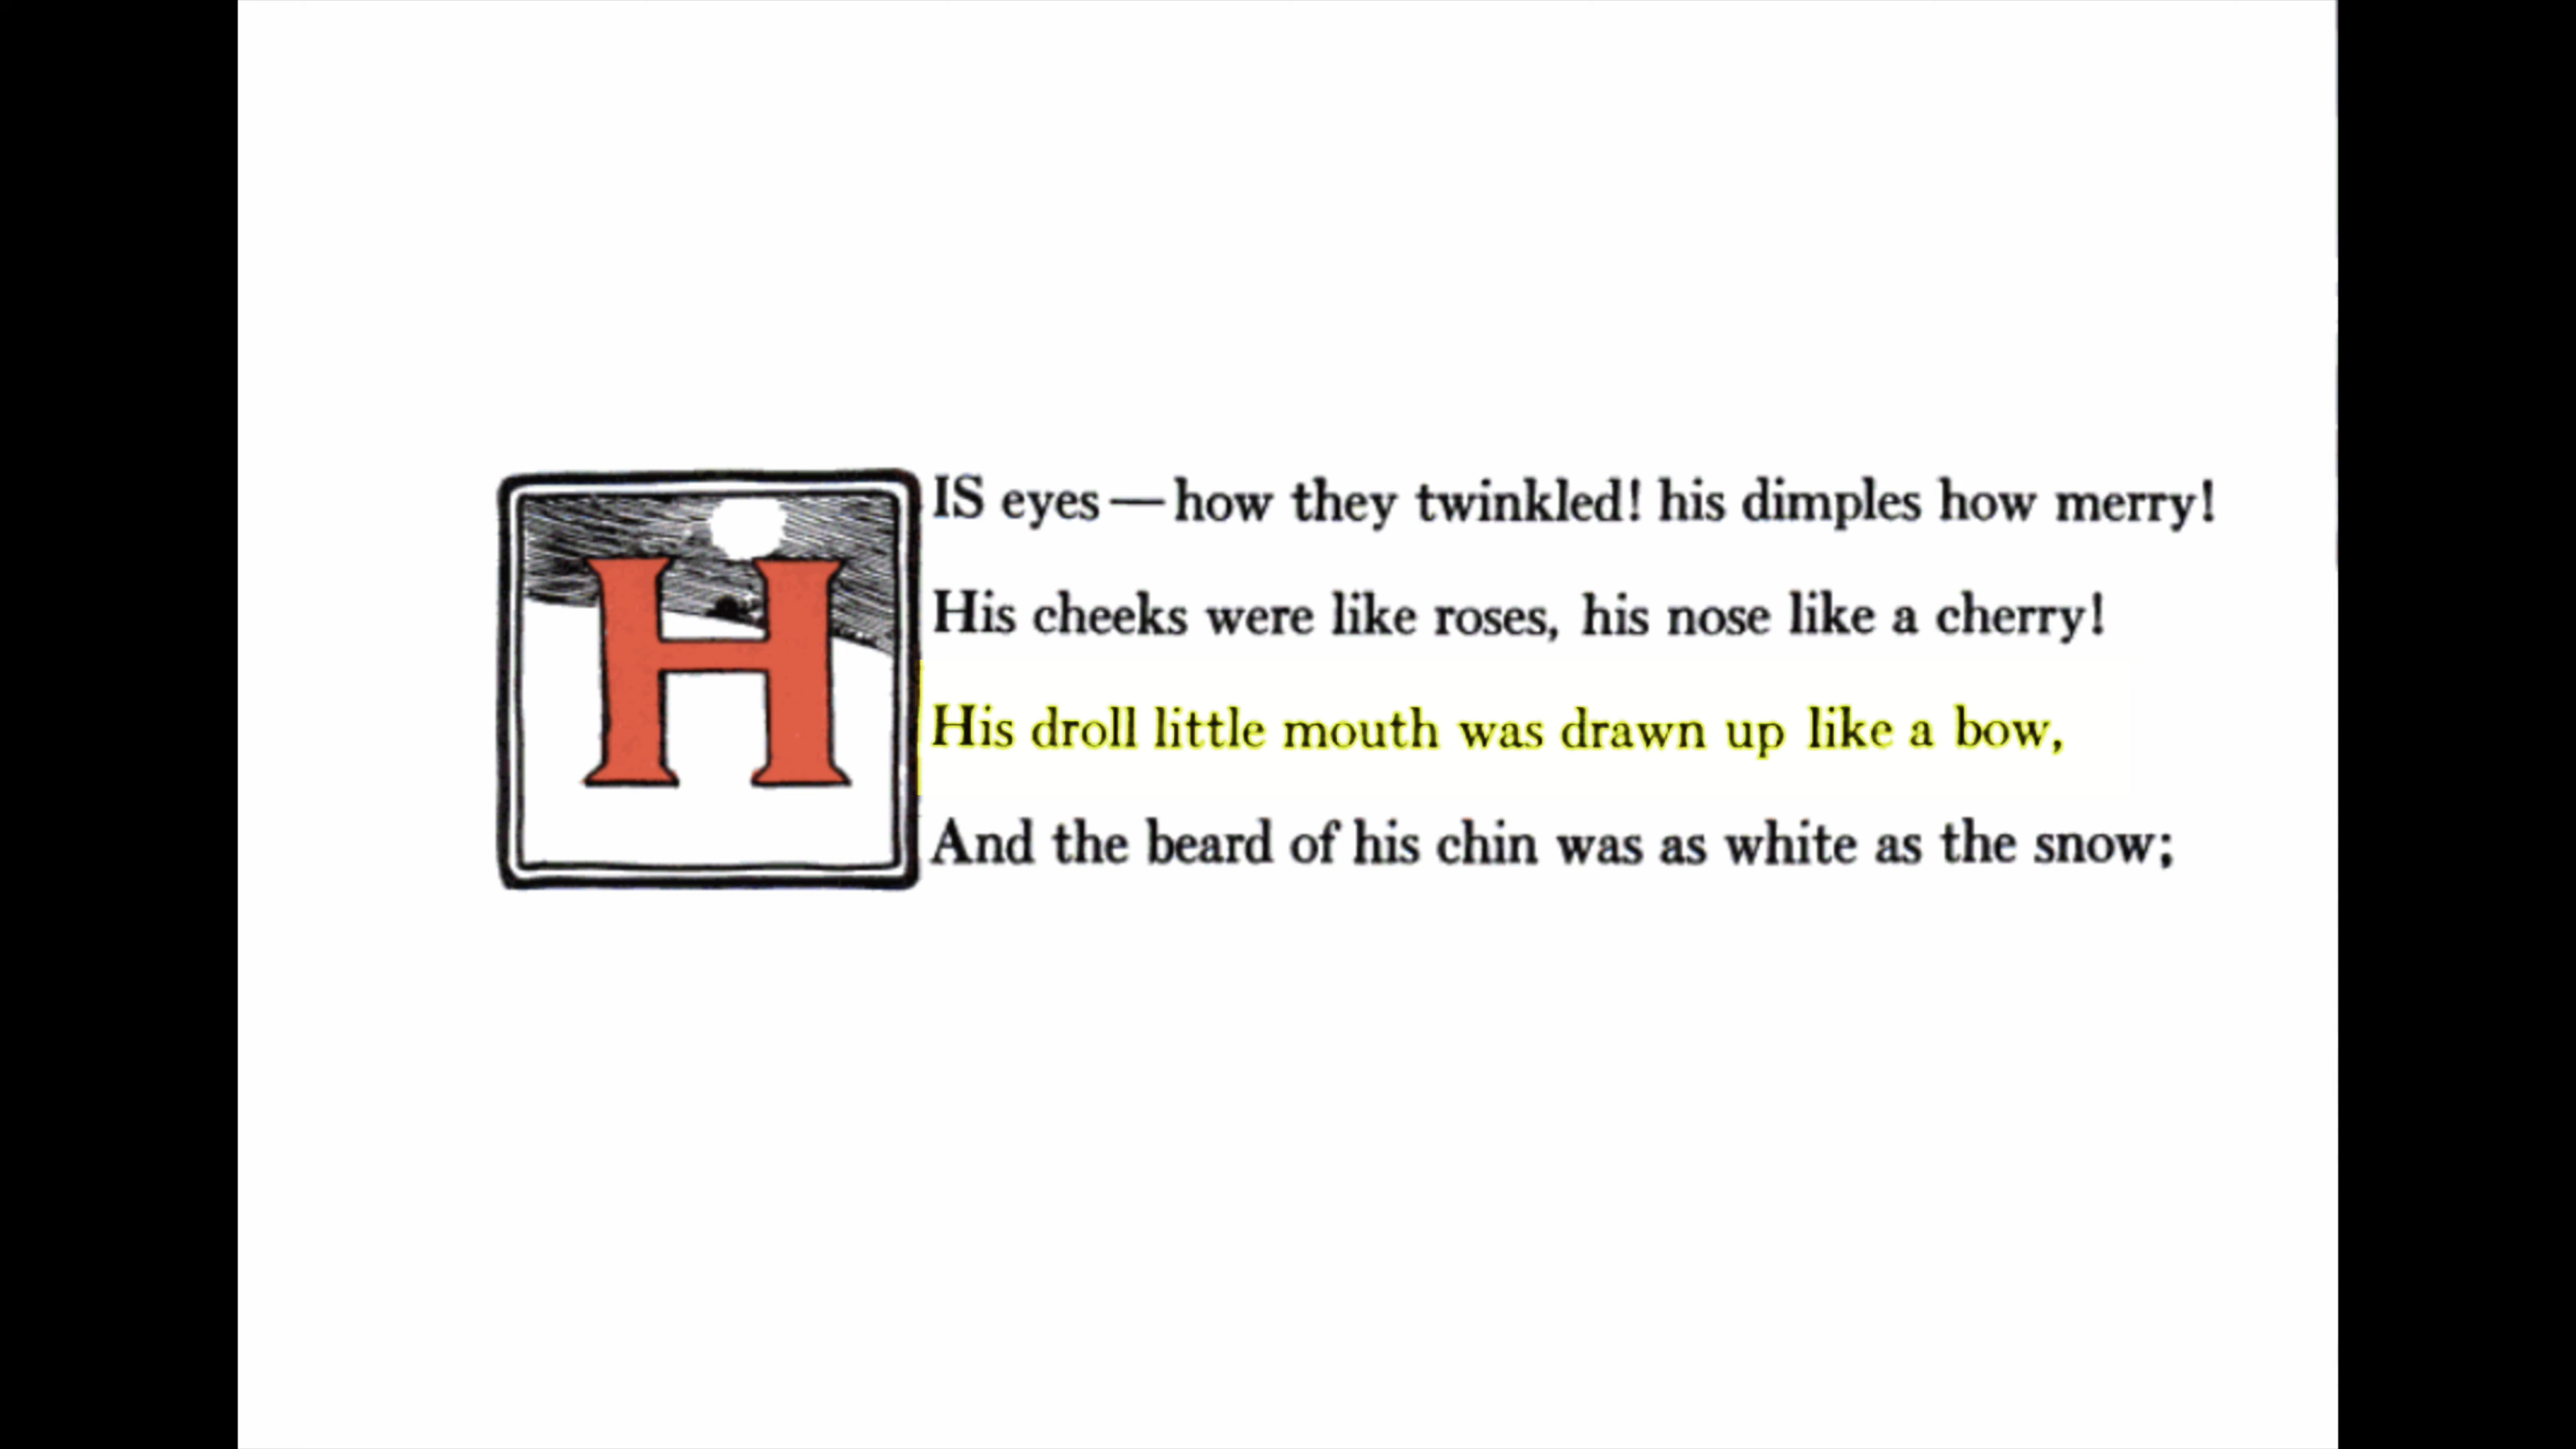 HIS eyes—how they twinkled! his dimples how merry!
His cheeks were like roses, his nose like a cherry!
His droll little mouth was drawn up like a bow,
And the beard of his chin was as white as the snow;